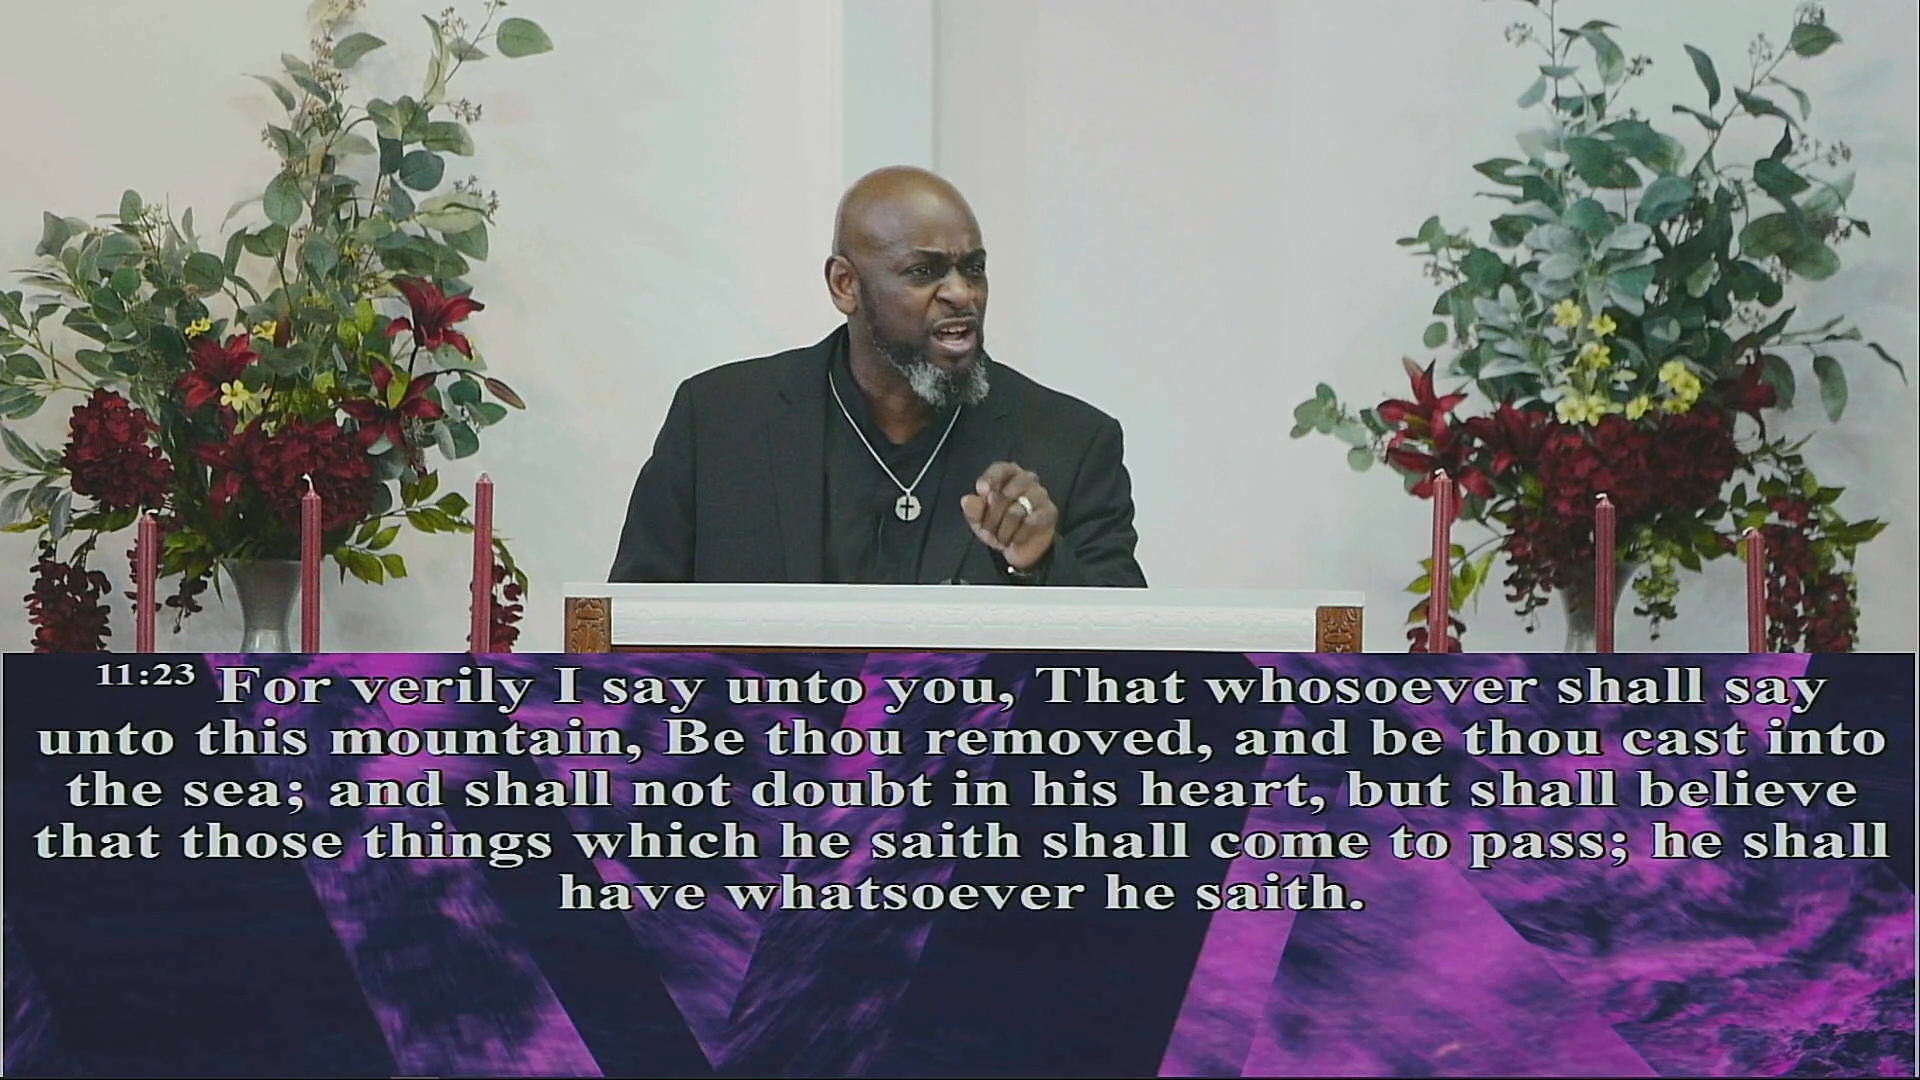 11:23 For verily I say unto you, That whosoever shall say
unto this mountain, Be thou removed, and be thou cast into
the sea; and shall not doubt in his heart, but shall believe
that those things which he saith shall come to pass; he shall
have whatsoever he saith.